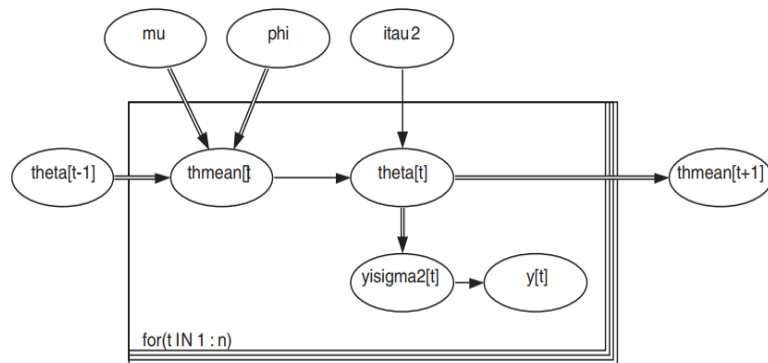 mu
phi
itau2
theta[t-1]
thmean[t]
theta[t]
thmean[t+1]
yisigma2[t]
y[t]
for(t IN 1 : n)